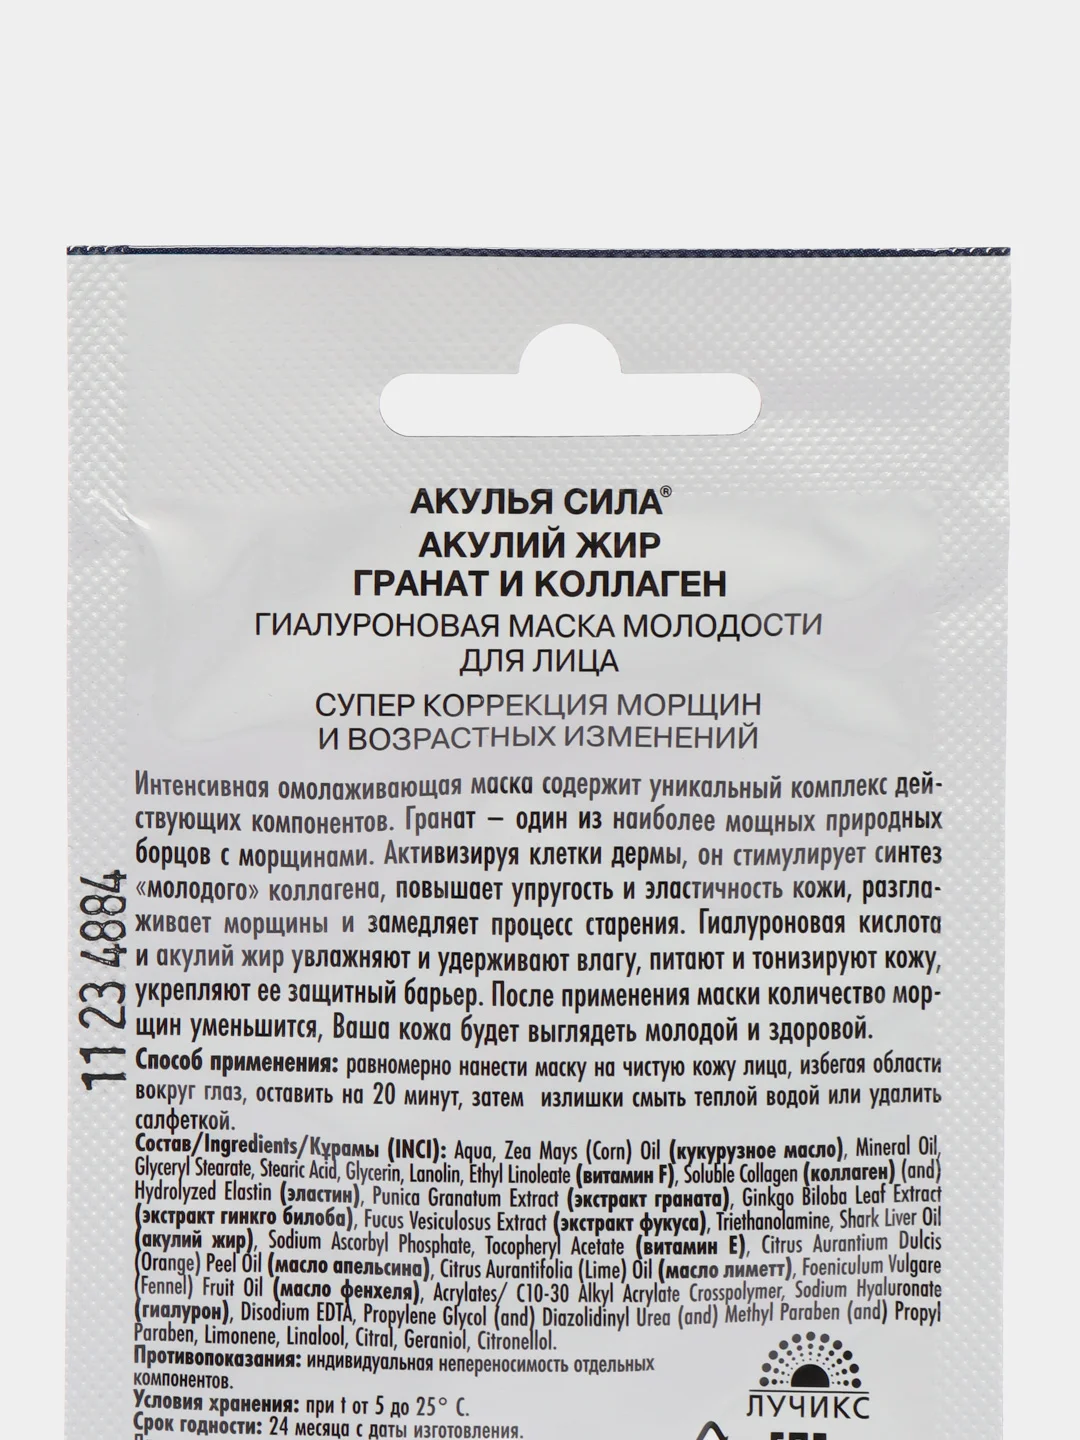 АКУЛЬЯ СИЛА®
АКУЛИЙ ЖИР
ГРАНАТ И КОЛЛАГЕН
ГИАЛУРОНОВАЯ МАСКА МОЛОДОСТИ
ДЛЯ ЛИЦА
СУПЕР КОРРЕКЦИЯ МОРЩИН
И ВОЗРАСТНЫХ ИЗМЕНЕНИЙ
Интенсивная омолаживающая маска содержит уникальный комплекс дей-
ствующих компонентов. Гранат – один из наиболее мощных природных
борцов с морщинами. Активизируя клетки дермы, он стимулирует синтез
«молодого» коллагена, повышает упругость и эластичность кожи, разгла-
живает морщины и замедляет процесс старения. Гиалуроновая кислота
и акулий жир увлажняют и удерживают влагу, питают и тонизируют кожу,
укрепляют ее защитный барьер. После применения маски количество мор-
щин уменьшится, Ваша кожа будет выглядеть молодой и здоровой.
Способ применения: равномерно нанести маску на чистую кожу лица, избегая области
вокруг глаз, оставить на 20 минут, затем излишки смыть теплой водой или удалить
салфеткой.
Состав/Ingredients/Құрамы (INCI): Aqua, Zea Mays (Corn) Oil (кукурузное масло), Mineral Oil,
Glyceryl Stearate, Stearic Acid, Glycerin, Lanolin, Ethyl Linoleate (витамин F), Soluble Collagen (коллаген) (and)
Hydrolyzed Elastin (эластин), Punica Granatum Extract (экстракт граната), Ginkgo Biloba Leaf Extract
(экстракт гинкго билоба), Fucus Vesiculosus Extract (экстракт фукуса), Triethanolamine, Shark Liver Oil
(акулий жир), Sodium Ascorbyl Phosphate, Tocopheryl Acetate (витамин Е), Citrus Aurantium Dulcis
(Orange) Peel Oil (масло апельсина), Citrus Aurantifolia (Lime) Oil (масло лиметт), Foeniculum Vulgare
(Fennel) Fruit Oil (масло фенхеля), Acrylates/ C10-30 Alkyl Acrylate Crosspolymer, Sodium Hyaluronate
(гиалурон), Disodium EDTA, Propylene Glycol (and) Diazolidinyl Urea (and) Methyl Paraben (and) Propyl
Paraben, Limonene, Linalool, Citral, Geraniol, Citronellol.
Противопоказания: индивидуальная непереносимость отдельных
компонентов.
Условия хранения: при t от 5 до 25° С.
Срок годности: 24 месяца с даты изготовления.
ЛУЧИКС
11 23 4884